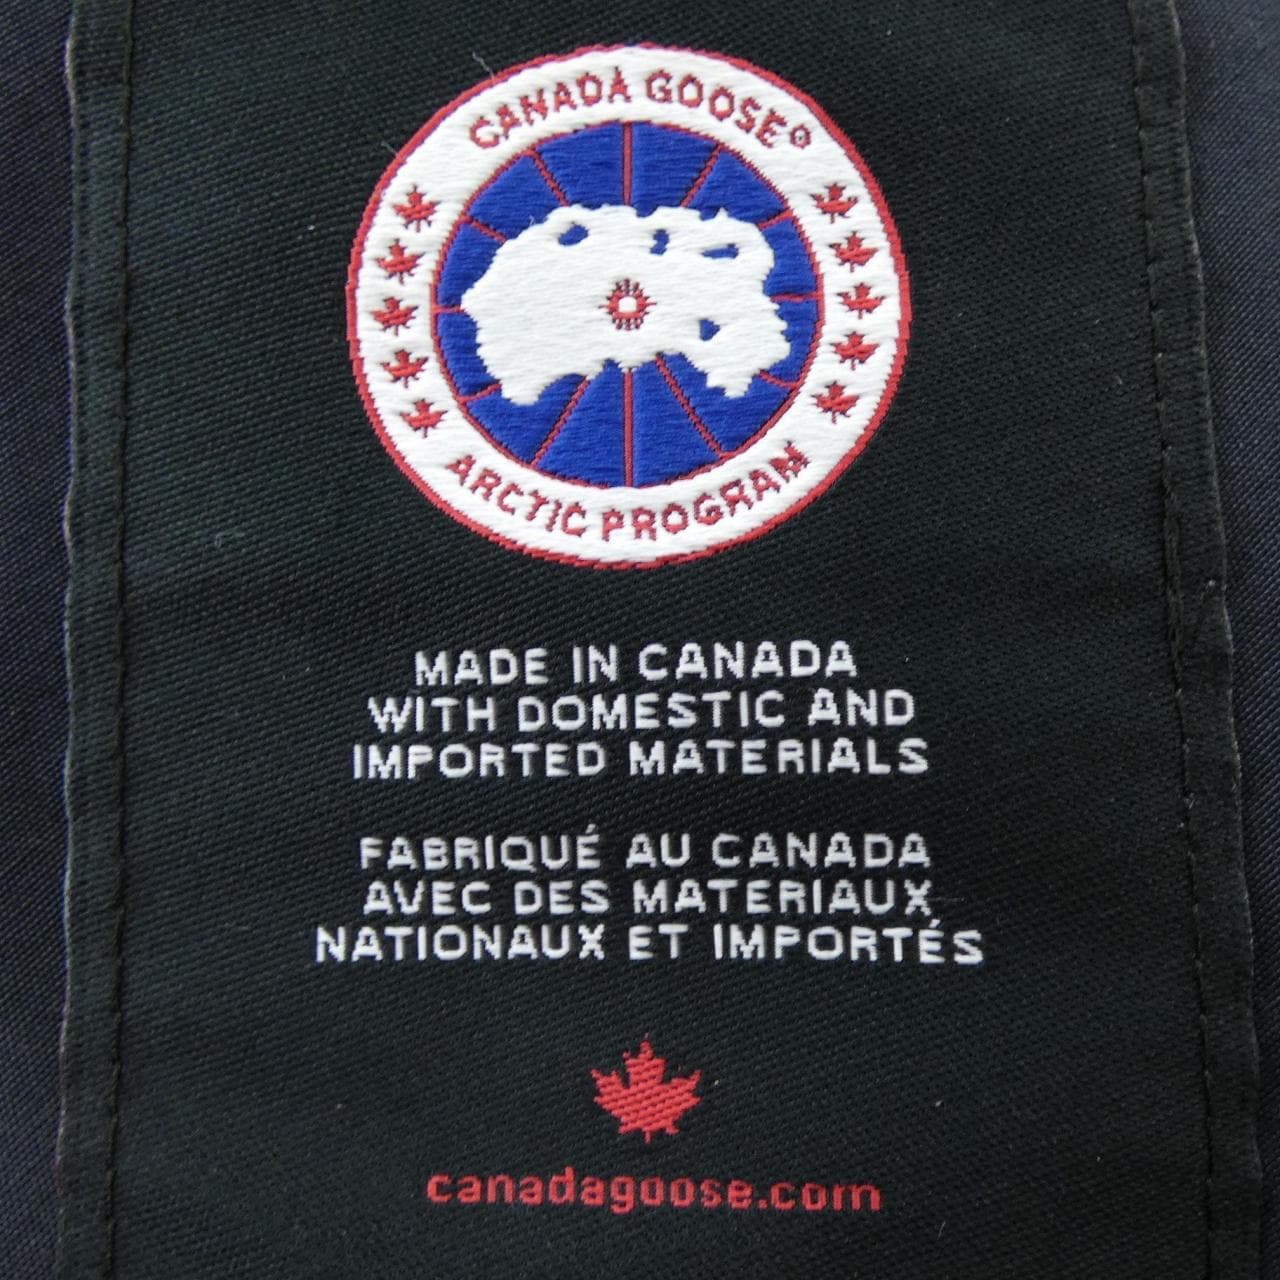 CANADA GOOSE®
ARCTIC PROGRAM
MADE IN CANADA
WITH DOMESTIC AND
IMPORTED MATERIALS
FABRIQUÉ AU CANADA
AVEC DES MATERIAUX
NATIONAUX ET IMPORTÉS
canadagoose.com